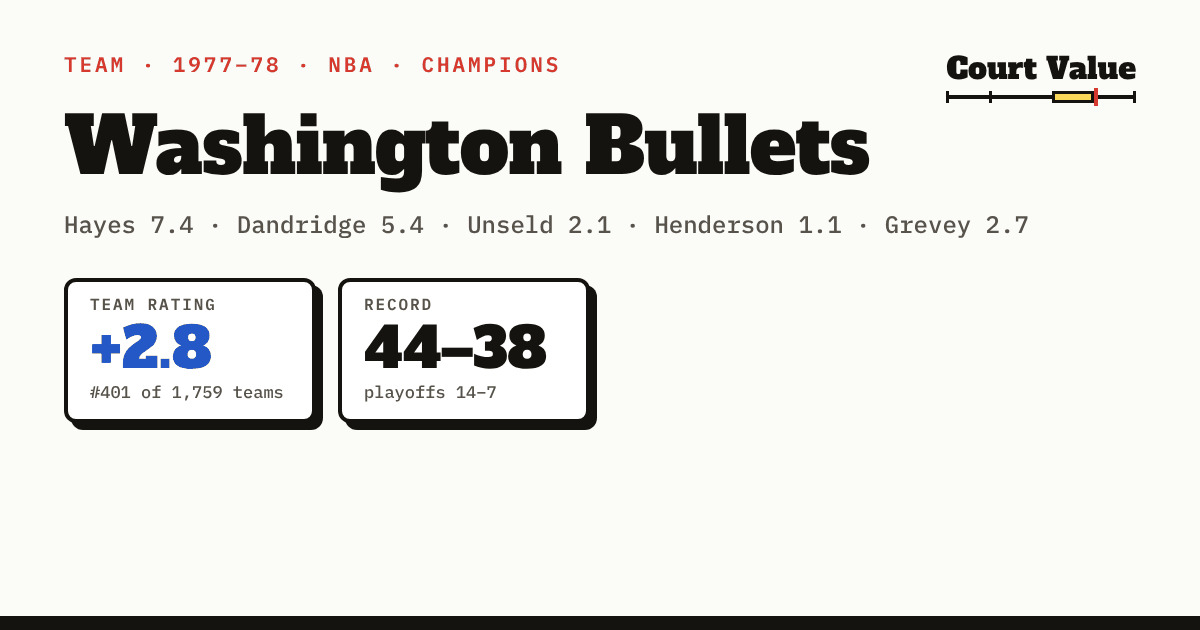 TEAM · 1977–78 · NBA · CHAMPIONS
Court Value
Washington Bullets
Hayes 7.4 · Dandridge 5.4 · Unseld 2.1 · Henderson 1.1 · Grevey 2.7
TEAM RATING
+2.8
#401 of 1,759 teams
RECORD
44–38
playoffs 14–7